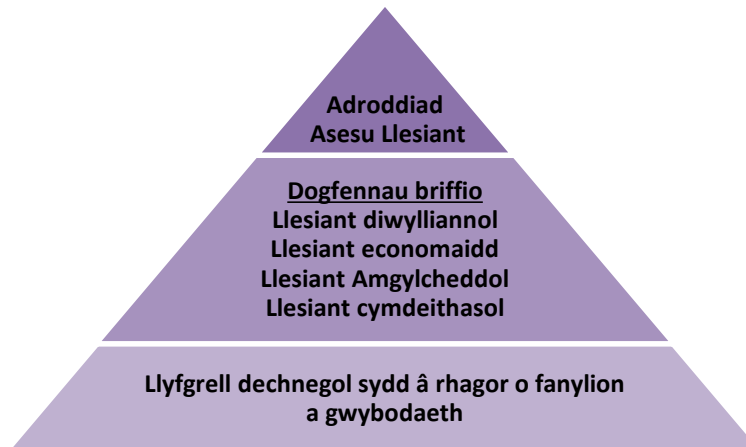 Adroddiad
Asesu Llesiant
Dogfennau briffio
Llesiant diwylliannol
Llesiant economaidd
Llesiant Amgylcheddol
Llesiant cymdeithasol
Llyfgrell dechnegol sydd â rhagor o fanylion
a gwybodaeth